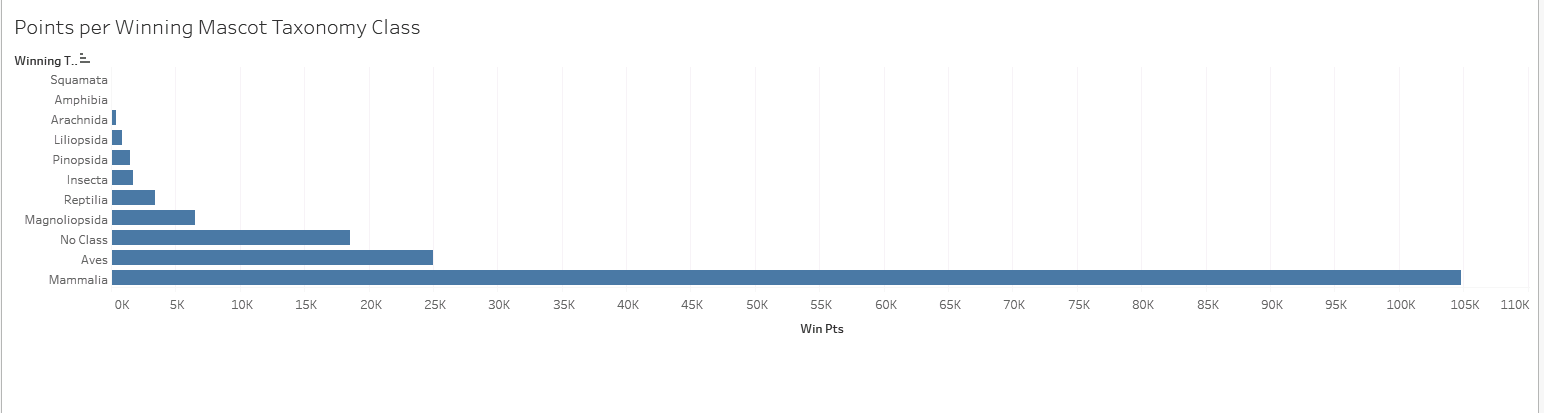 Points per Winning Mascot Taxonomy Class
Winning T..
Squamata
Amphibia
Arachnida
Liliopsida
Pinopsida
Insecta
Reptilia
Magnoliopsida
No Class
Aves
Mammalia
0K 5K 10K 15K 20K 25K 30K 35K 40K 45K 50K 55K 60K 65K 70K 75K 80K 85K 90K 95K 100K 105K 110K
Win Pts